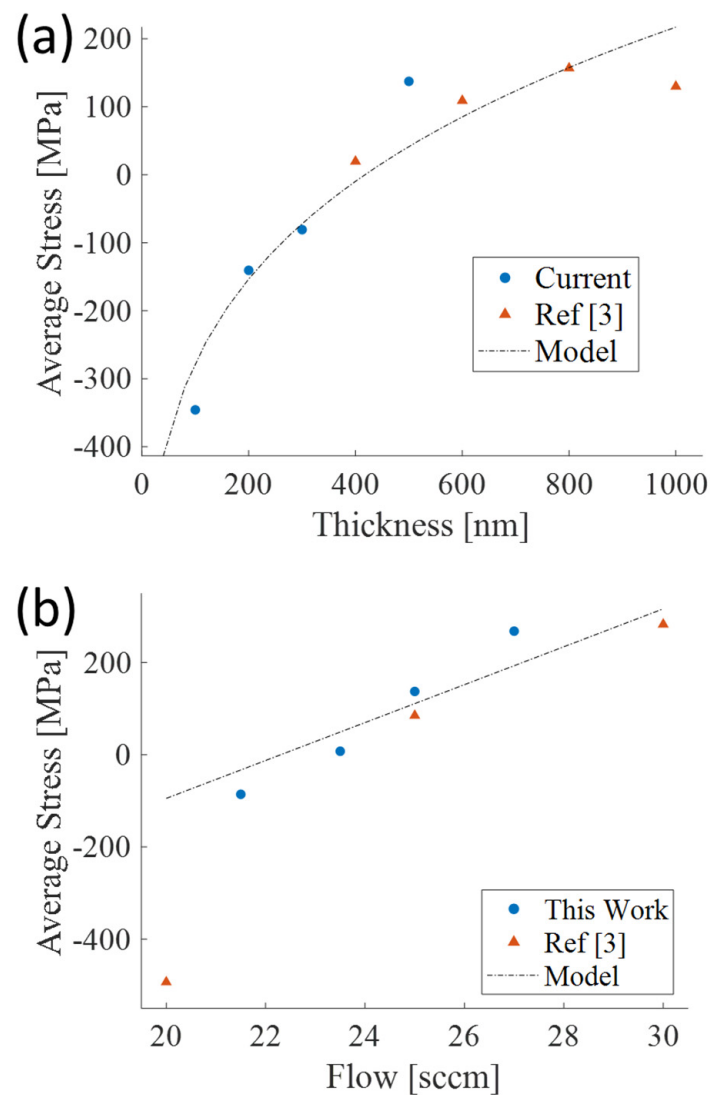 (a)
200
100
0
-100
-200
-300
-400
Average Stress [MPa]
Current
Ref [3]
Model
0 200 400 600 800 1000
Thickness [nm]
(b)
200
0
-200
-400
Average Stress [MPa]
This Work
Ref [3]
Model
20 22 24 26 28 30
Flow [sccm]